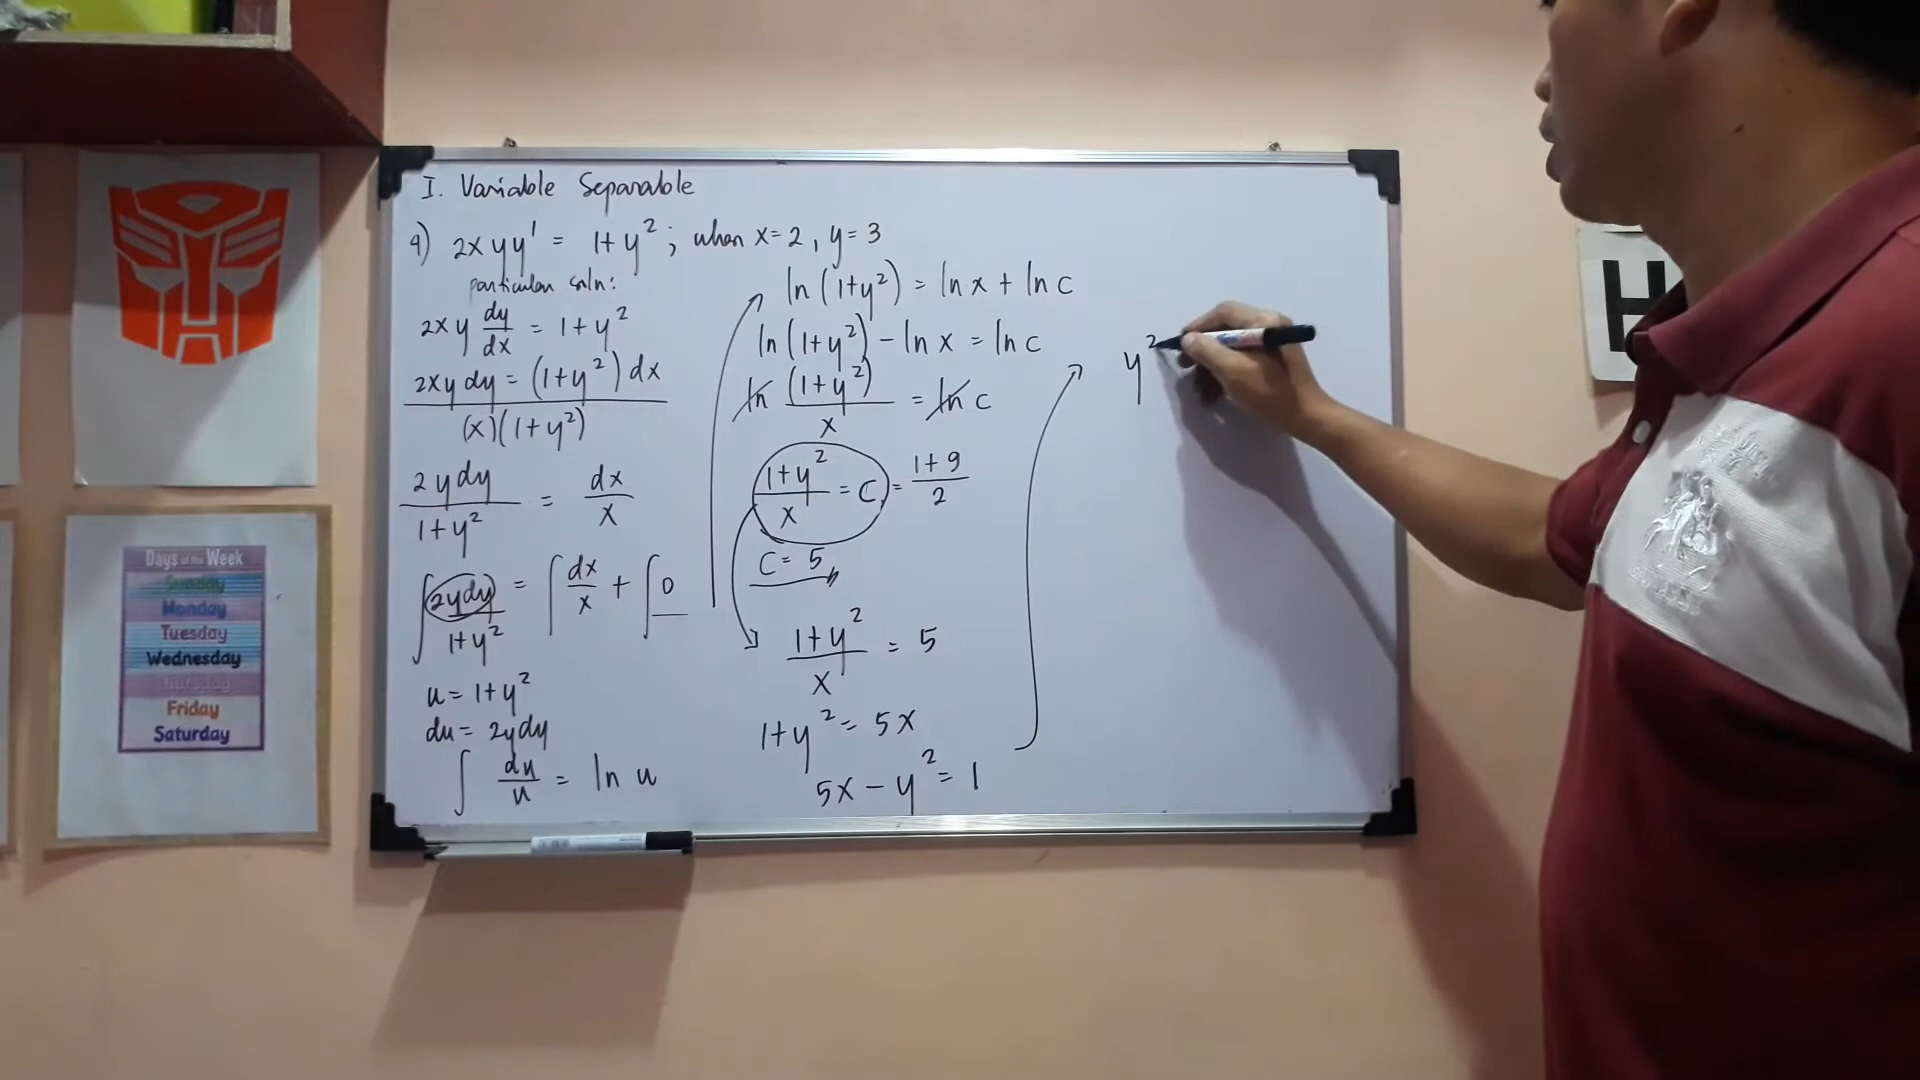 I. Variable Separable
4) 2xyy' = 1+y²; when x=2, y=3
particular soln:
2xy dy/dx = 1+y²
2xy dy = (1+y²) dx
(x)(1+y²)
2y dy / 1+y² = dx / x
∫ 2y dy / 1+y² = ∫ dx / x + ∫ 0
u = 1+y²
du = 2y dy
∫ du / u = ln u
ln (1+y²) = ln x + ln c
ln (1+y²) - ln x = ln c
ln (1+y²) / x = ln c
1+y² / x = C = 1+9 / 2
C = 5
1+y² / x = 5
1+y² = 5x
5x - y² = 1
y²
Days of the Week
Sunday
Monday
Tuesday
Wednesday
Thursday
Friday
Saturday
H